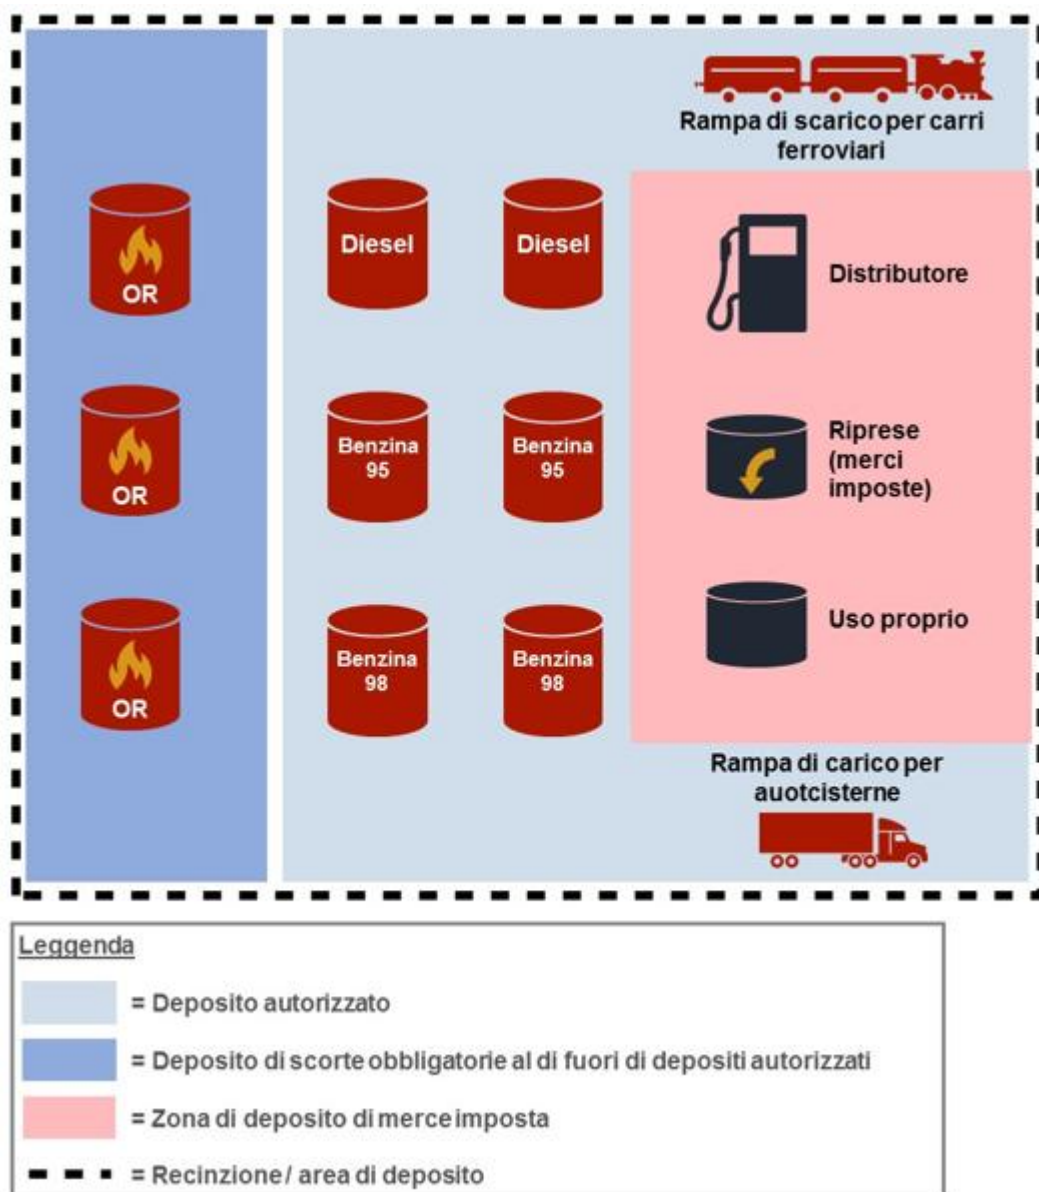 Rampa di scarico per carri
ferroviari
OR
Diesel
Diesel
Distributore
OR
Benzina
95
Benzina
95
Riprese
(merci
imposte)
OR
Benzina
98
Benzina
98
Uso proprio
Rampa di carico per
auotcisterne
Leggenda
= Deposito autorizzato
= Deposito di scorte obbligatorie al di fuori di depositi autorizzati
= Zona di deposito di merce imposta
= Recinzione / area di deposito